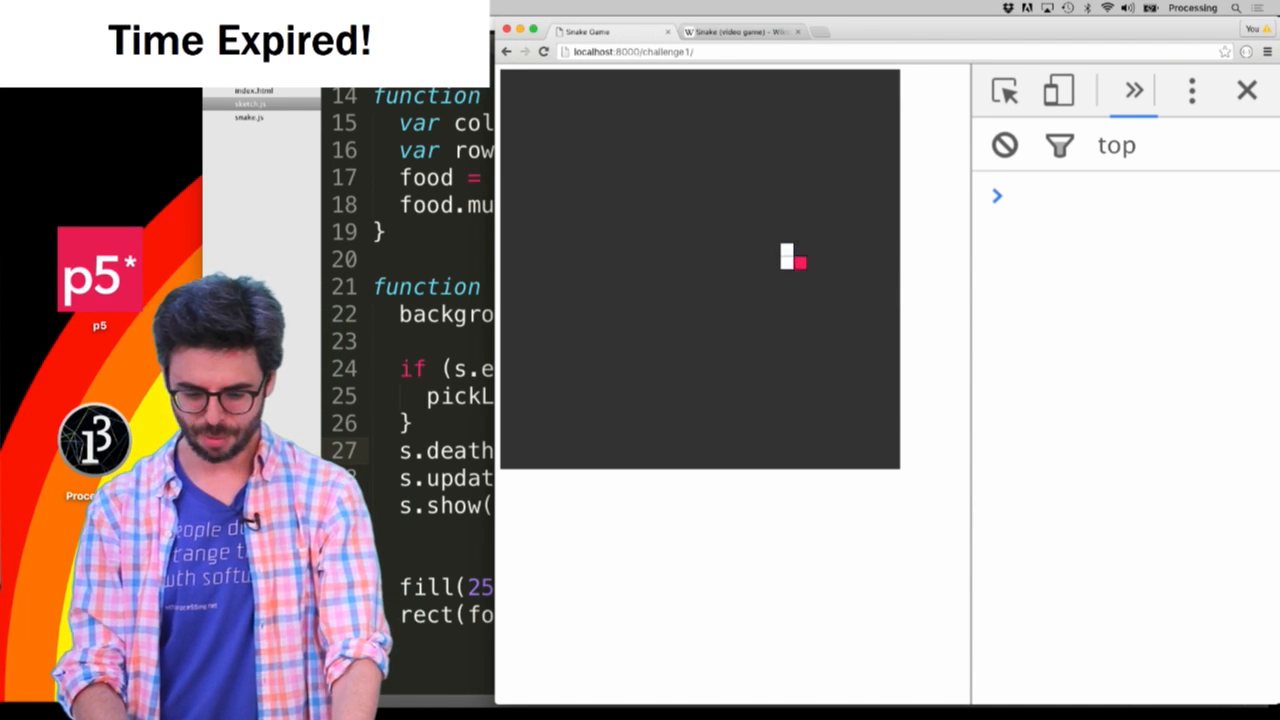 Time Expired!
Processing
Snake Game
Snake (video game) - Wiki
You
localhost:8000/challenge1/
index.html
sketch.js
snake.js
top
14 function
15 var col
16 var row
17 food =
18 food.mu
19 }
20
21 function
22 backgro
23
24 if (s.e
25 pickL
26 }
27 s.death
s.updat
s.show(
fill(25
rect(fo
p5*
p5
Proce
eople d
range t
with softw